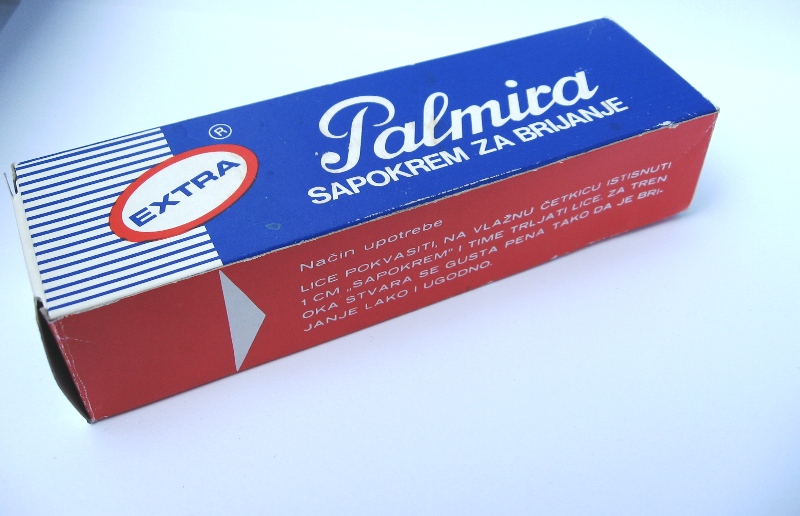 EXTRA
®
Palmira
SAPOKREM ZA BRIJANJE
Način upotrebe
LICE POKVASITI, NA VLAŽNU ČETKICU ISTISNUTI
1 CM „SAPOKREM" I TIME TRLJATI LICE. ZA TREN
OKA STVARA SE GUSTA PENA TAKO DA JE BRI-
JANJE LAKO I UGODNO.